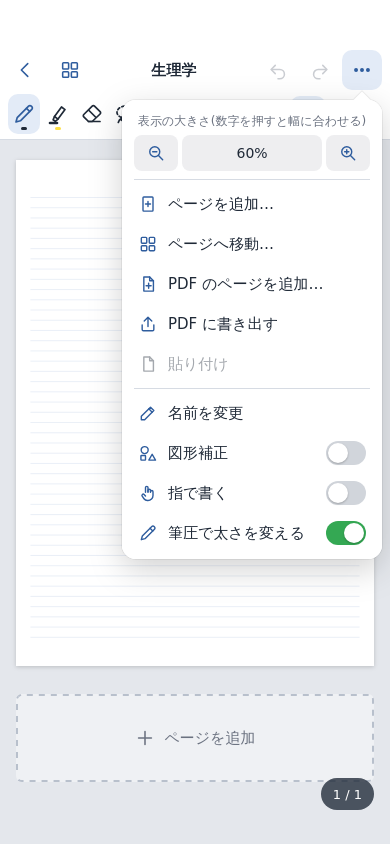 生理学
表示の大きさ(数字を押すと幅に合わせる)
60%
ページを追加…
ページへ移動…
PDF のページを追加…
PDF に書き出す
貼り付け
名前を変更
図形補正
指で書く
筆圧で太さを変える
ページを追加
1 / 1